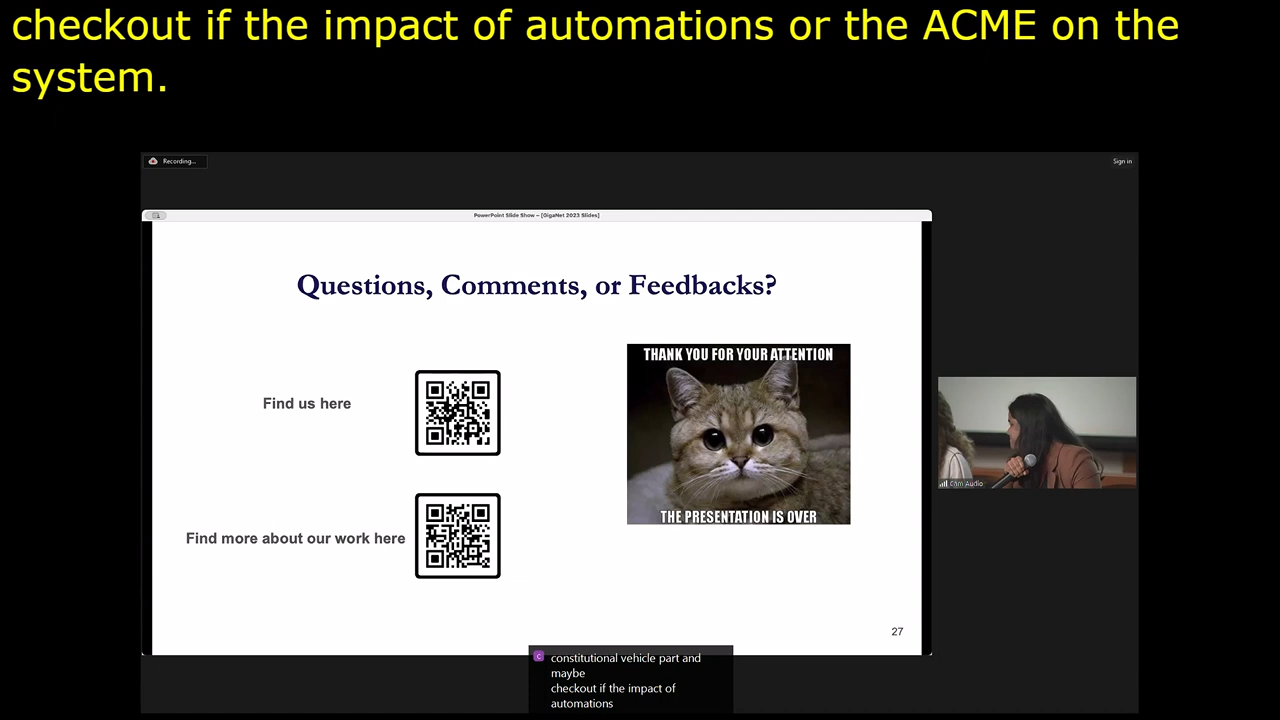 checkout if the impact of automations or the ACME on the
system.
Recording...
Sign in
PowerPoint Slide Show – [GigaNet 2023 Slides]
Questions, Comments, or Feedbacks?
Find us here
Find more about our work here
THANK YOU FOR YOUR ATTENTION
THE PRESENTATION IS OVER
Cam Audio
27
C
constitutional vehicle part and
maybe
checkout if the impact of
automations